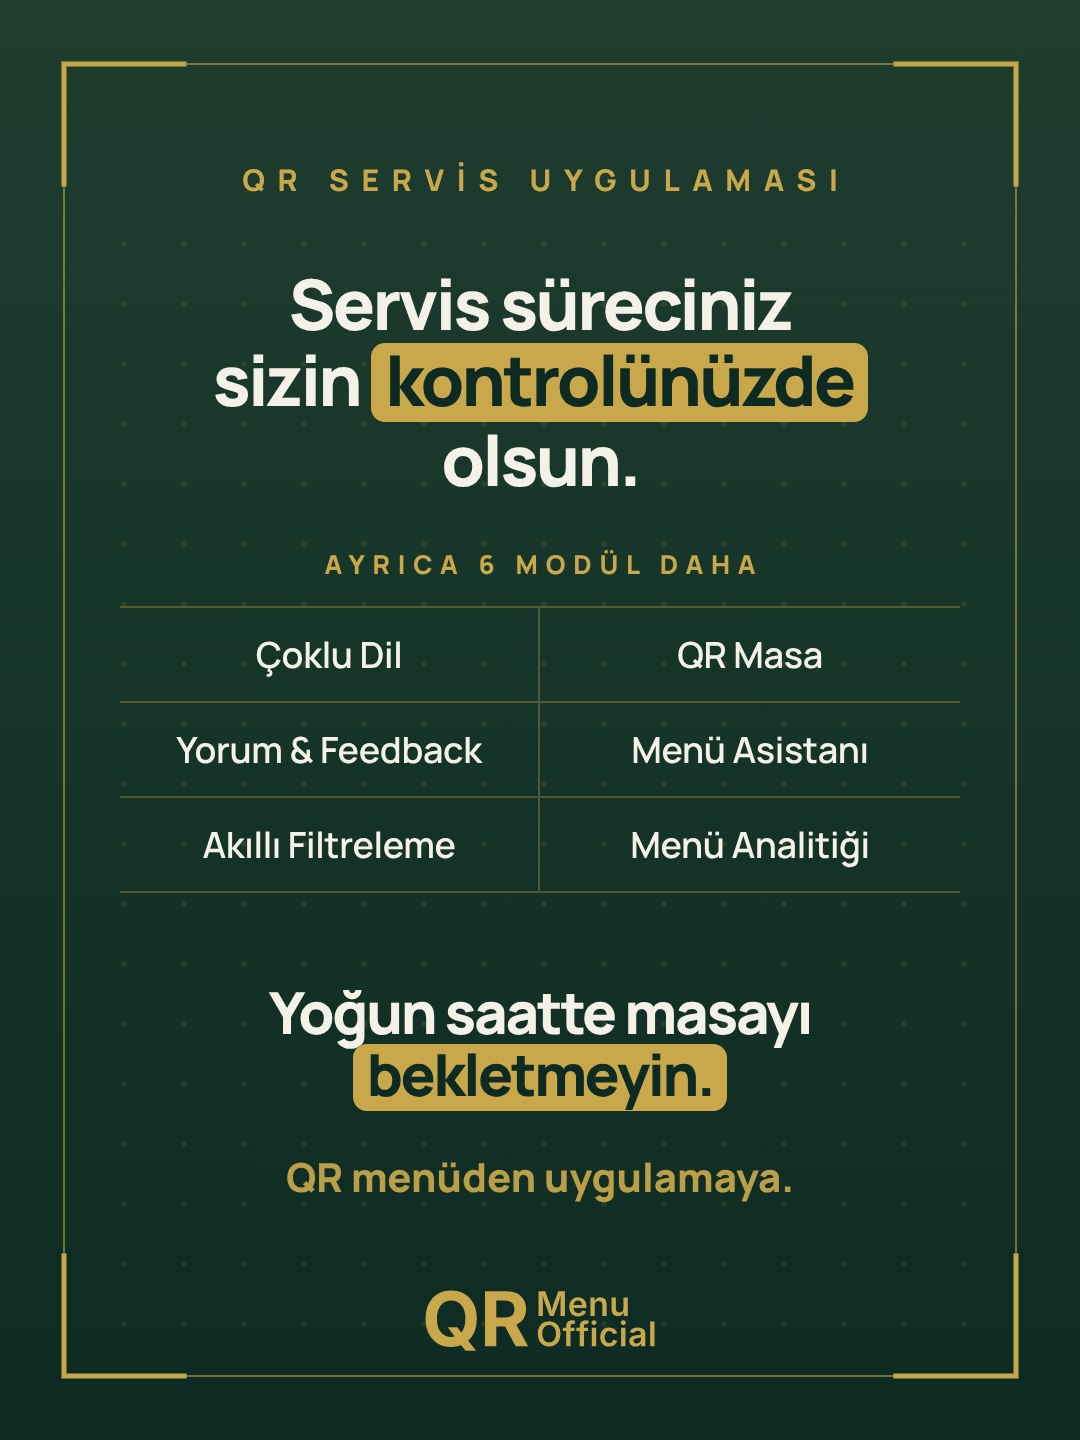 QR SERVİS UYGULAMASI
Servis süreciniz
sizin kontrolünüzde
olsun.
AYRICA 6 MODÜL DAHA
Çoklu Dil
QR Masa
Yorum & Feedback
Menü Asistanı
Akıllı Filtreleme
Menü Analitiği
Yoğun saatte masayı
bekletmeyin.
QR menüden uygulamaya.
QR Menu
Official